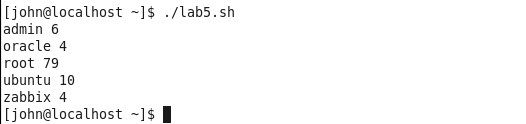 [john@localhost ~]$ ./lab5.sh
admin 6
oracle 4
root 79
ubuntu 10
zabbix 4
[john@localhost ~]$